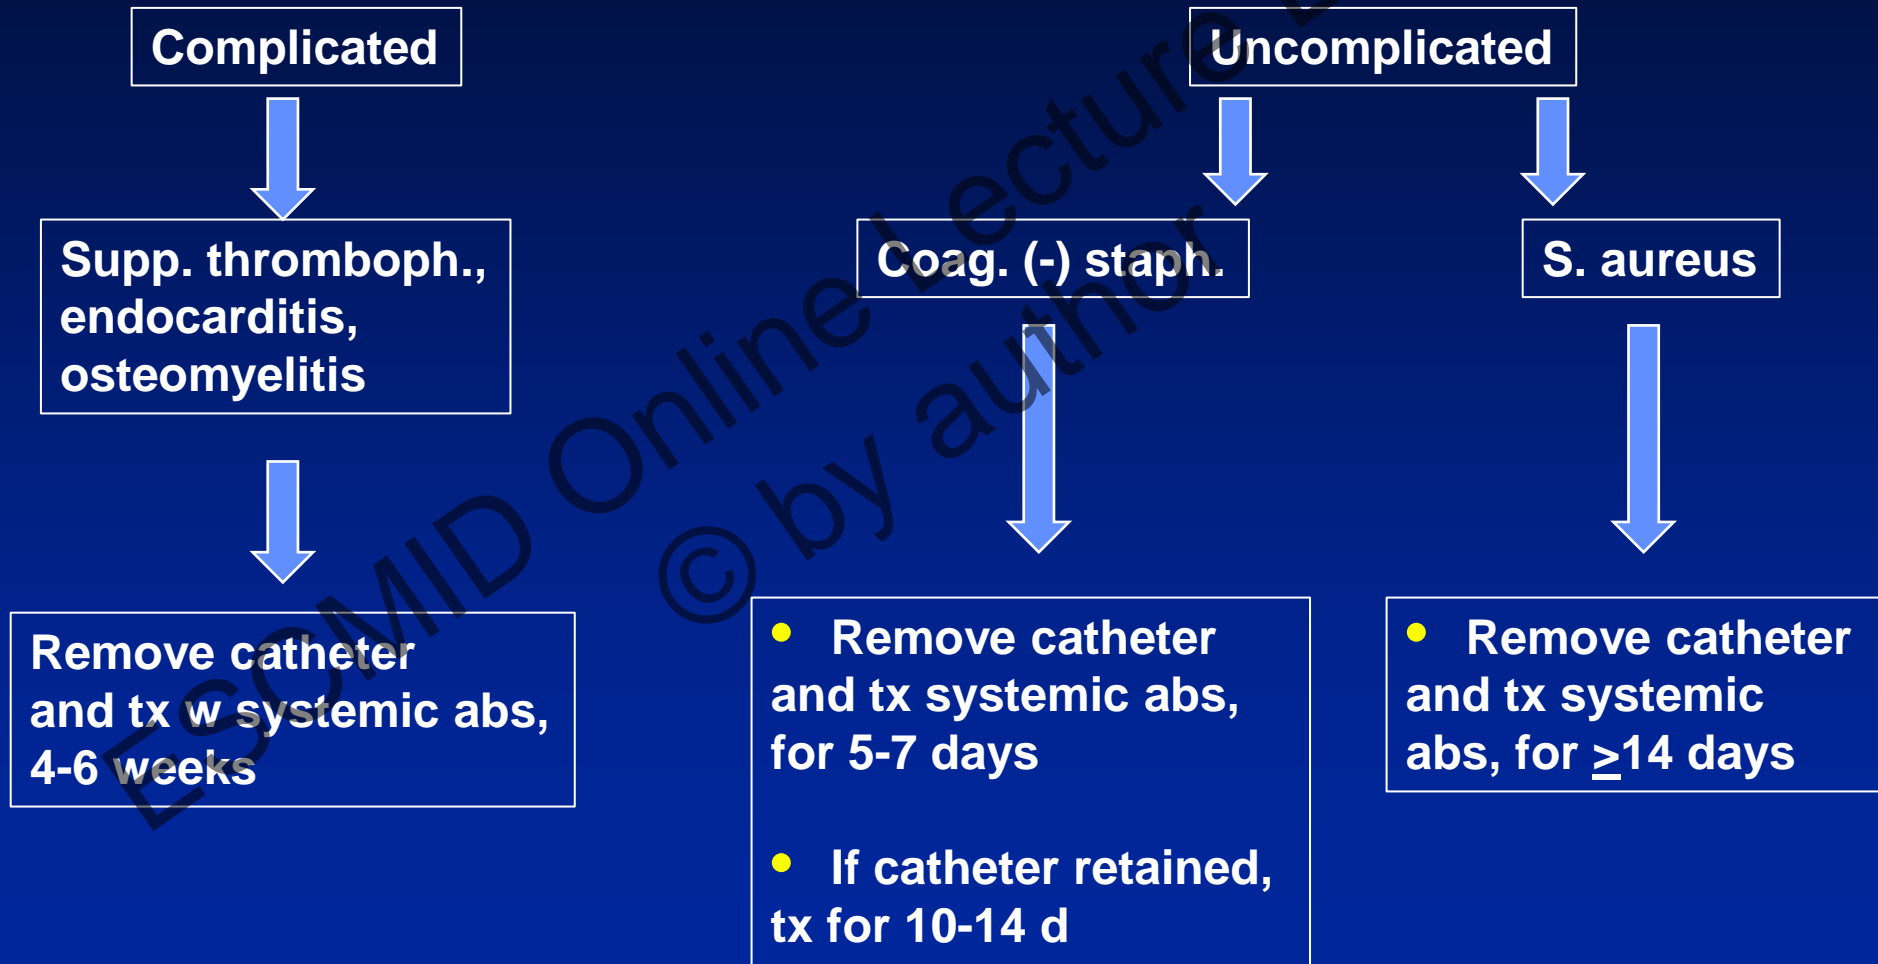 Complicated
Uncomplicated
Supp. thromboph.,
endocarditis,
osteomyelitis
Coag. (-) staph.
S. aureus
Remove catheter
and tx w systemic abs,
4-6 weeks
• Remove catheter
and tx systemic abs,
for 5-7 days
• If catheter retained,
tx for 10-14 d
• Remove catheter
and tx systemic
abs, for ≥14 days
ESCMID Online Lecture
© by author